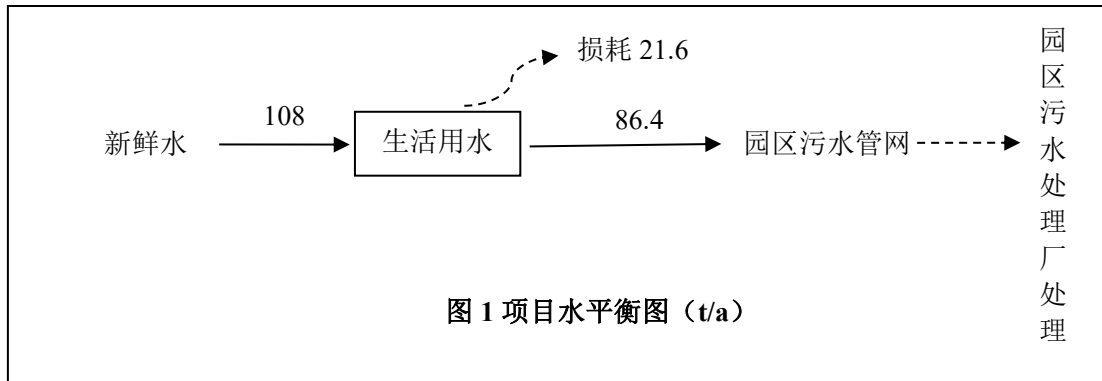 损耗 21.6
新鲜水
108
生活用水
86.4
园区污水管网
园区污水处理厂处理
图 1 项目水平衡图（t/a）